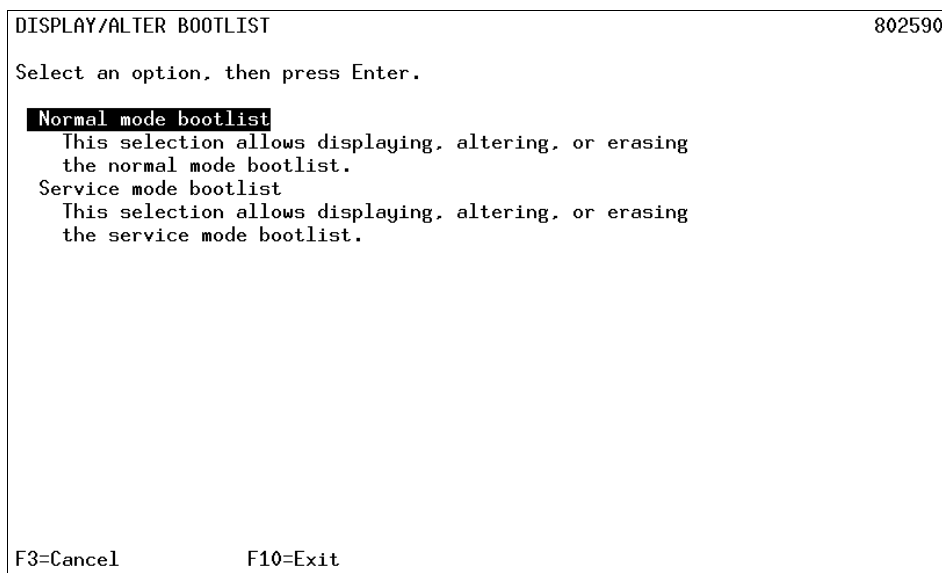 DISPLAY/ALTER BOOTLIST 802590
Select an option, then press Enter.
Normal mode bootlist
This selection allows displaying, altering, or erasing
the normal mode bootlist.
Service mode bootlist
This selection allows displaying, altering, or erasing
the service mode bootlist.
F3=Cancel F10=Exit